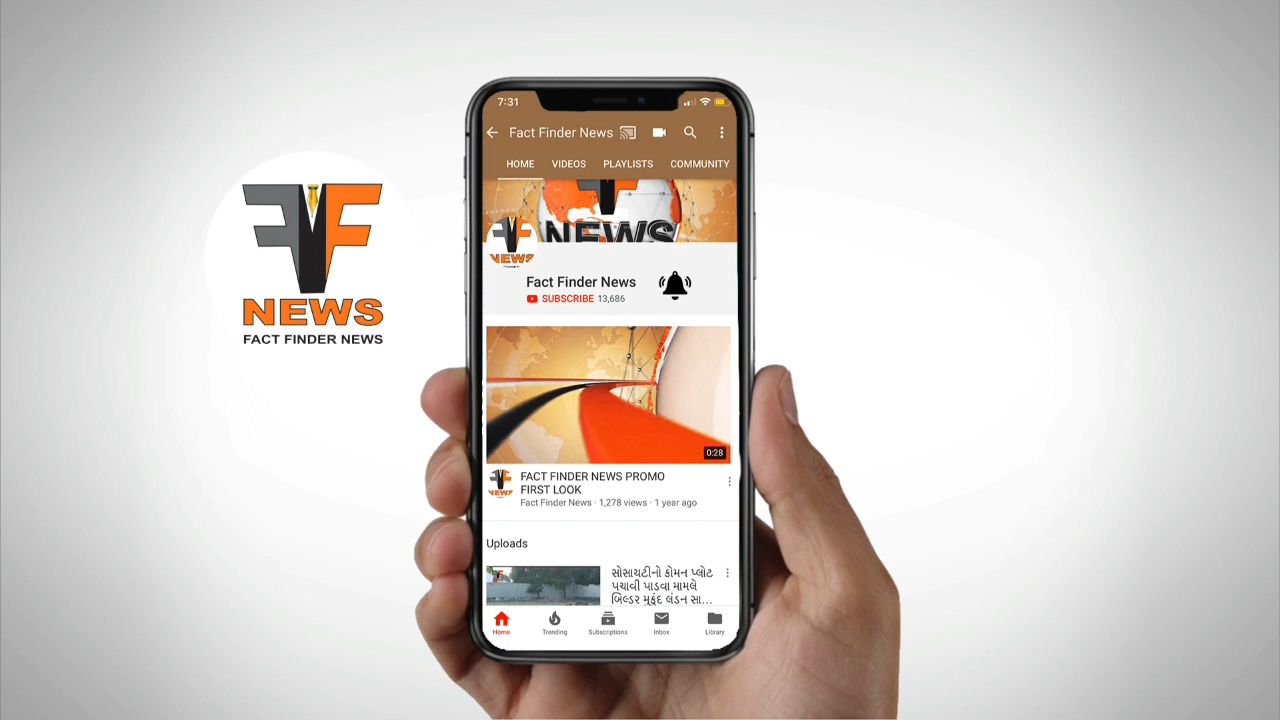 NEWS
FACT FINDER NEWS
7:31
Fact Finder News
HOME VIDEOS PLAYLISTS COMMUNITY
NEWS
NEWS
Fact Finder News
SUBSCRIBE 13,686
0:28
NEWS
FACT FINDER NEWS PROMO
FIRST LOOK
Fact Finder News · 1,278 views · 1 year ago
Uploads
સોસાયટીનો કોમન પ્લોટ
પચાવી પાડવા મામલે
બિલ્ડર મુકુંદ લંડન સા...
Home Trending Subscriptions Inbox Library